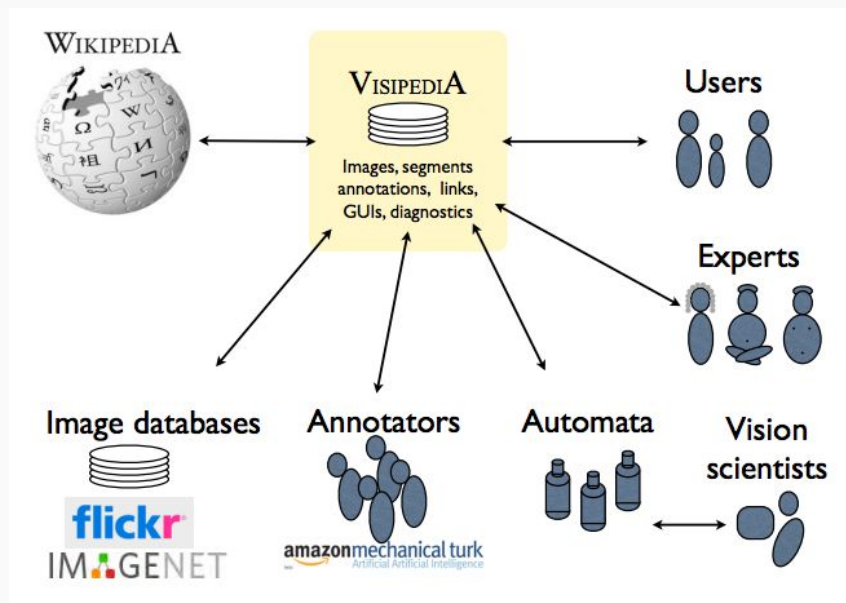 WIKIPEDIA
Ω
W
И
祖
VISIPEDIA
Images, segments
annotations, links,
GUIs, diagnostics
Users
Experts
Image databases
flickr
IMAGENET
Annotators
amazonmechanical turk
Artificial Artificial Intelligence
Automata
Vision
scientists